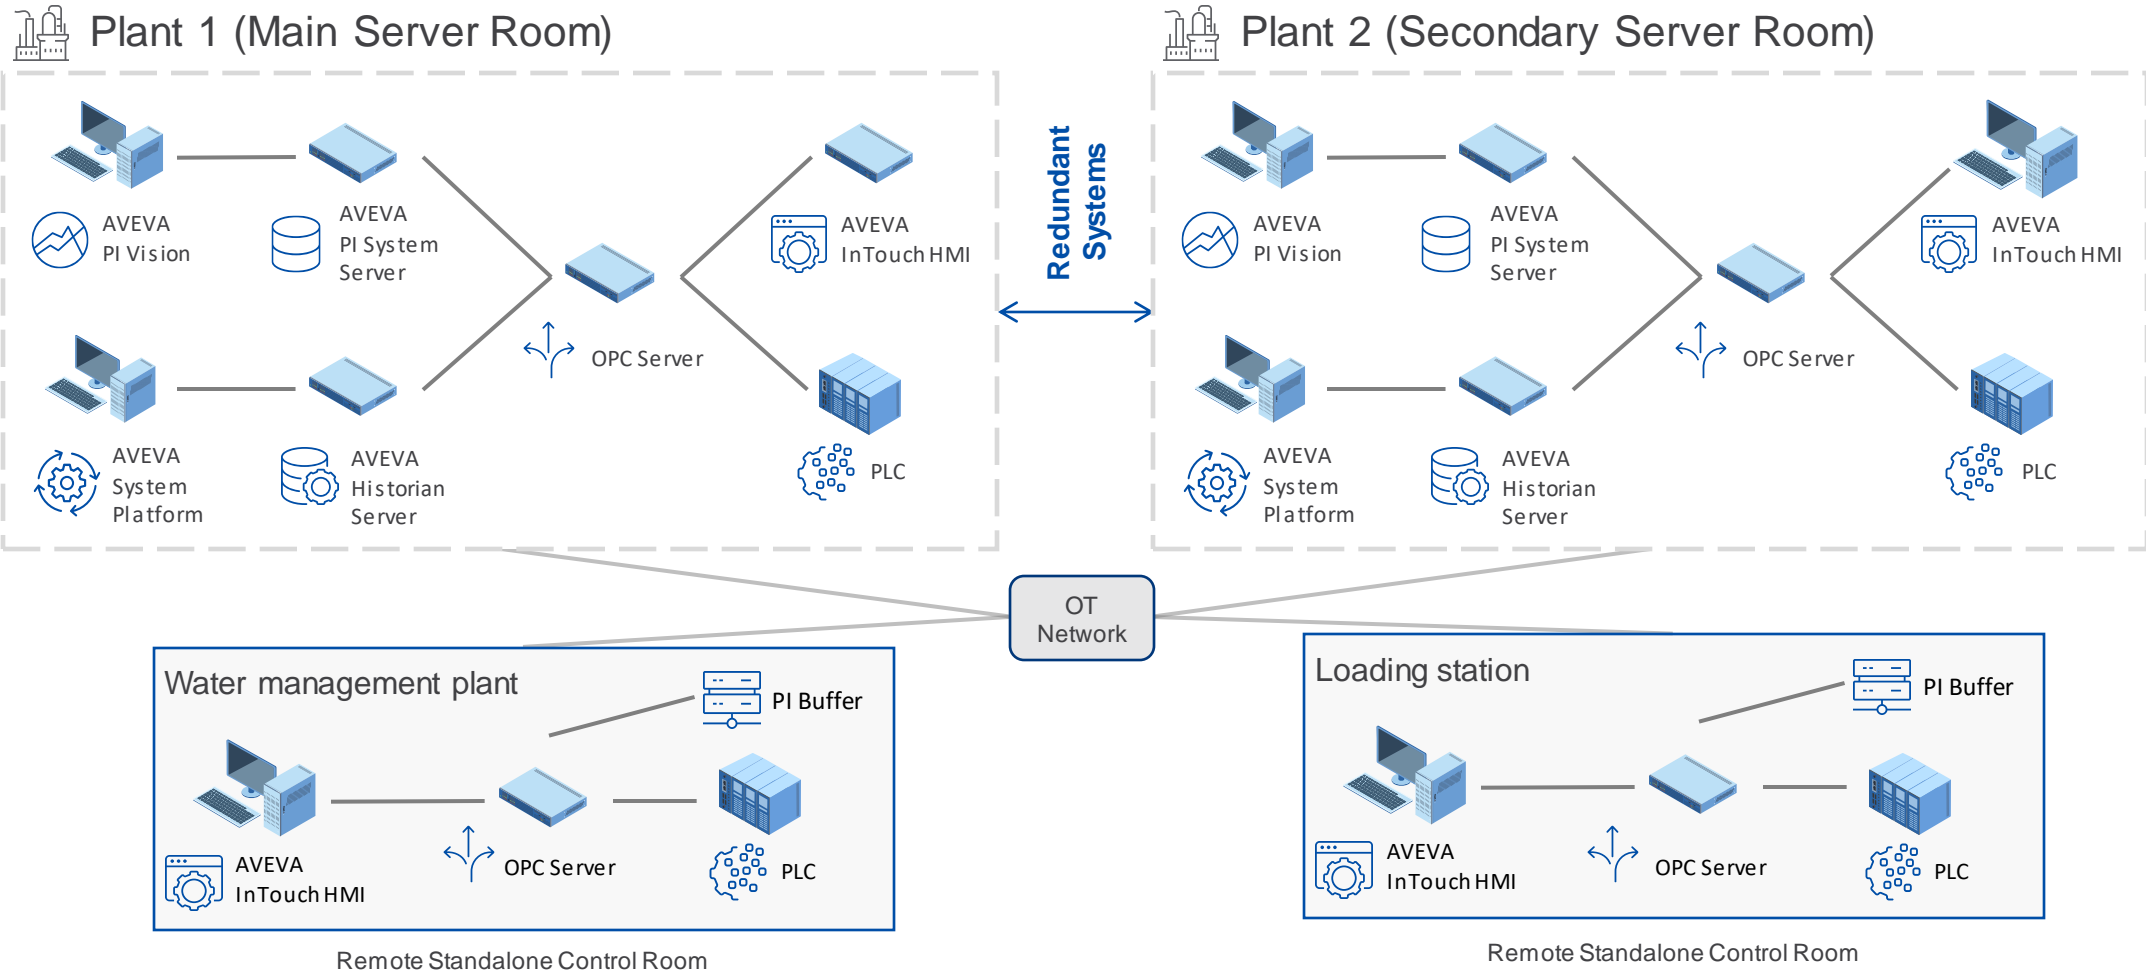 Plant 1 (Main Server Room)
Plant 2 (Secondary Server Room)
AVEVA
PI Vision
AVEVA
PI System
Server
AVEVA
InTouch HMI
OPC Server
AVEVA
System
Platform
AVEVA
Historian
Server
PLC
Redundant
Systems
AVEVA
PI Vision
AVEVA
PI System
Server
AVEVA
InTouch HMI
OPC Server
AVEVA
System
Platform
AVEVA
Historian
Server
PLC
OT
Network
Water management plant
PI Buffer
AVEVA
InTouch HMI
OPC Server
PLC
Remote Standalone Control Room
Loading station
PI Buffer
AVEVA
InTouch HMI
OPC Server
PLC
Remote Standalone Control Room